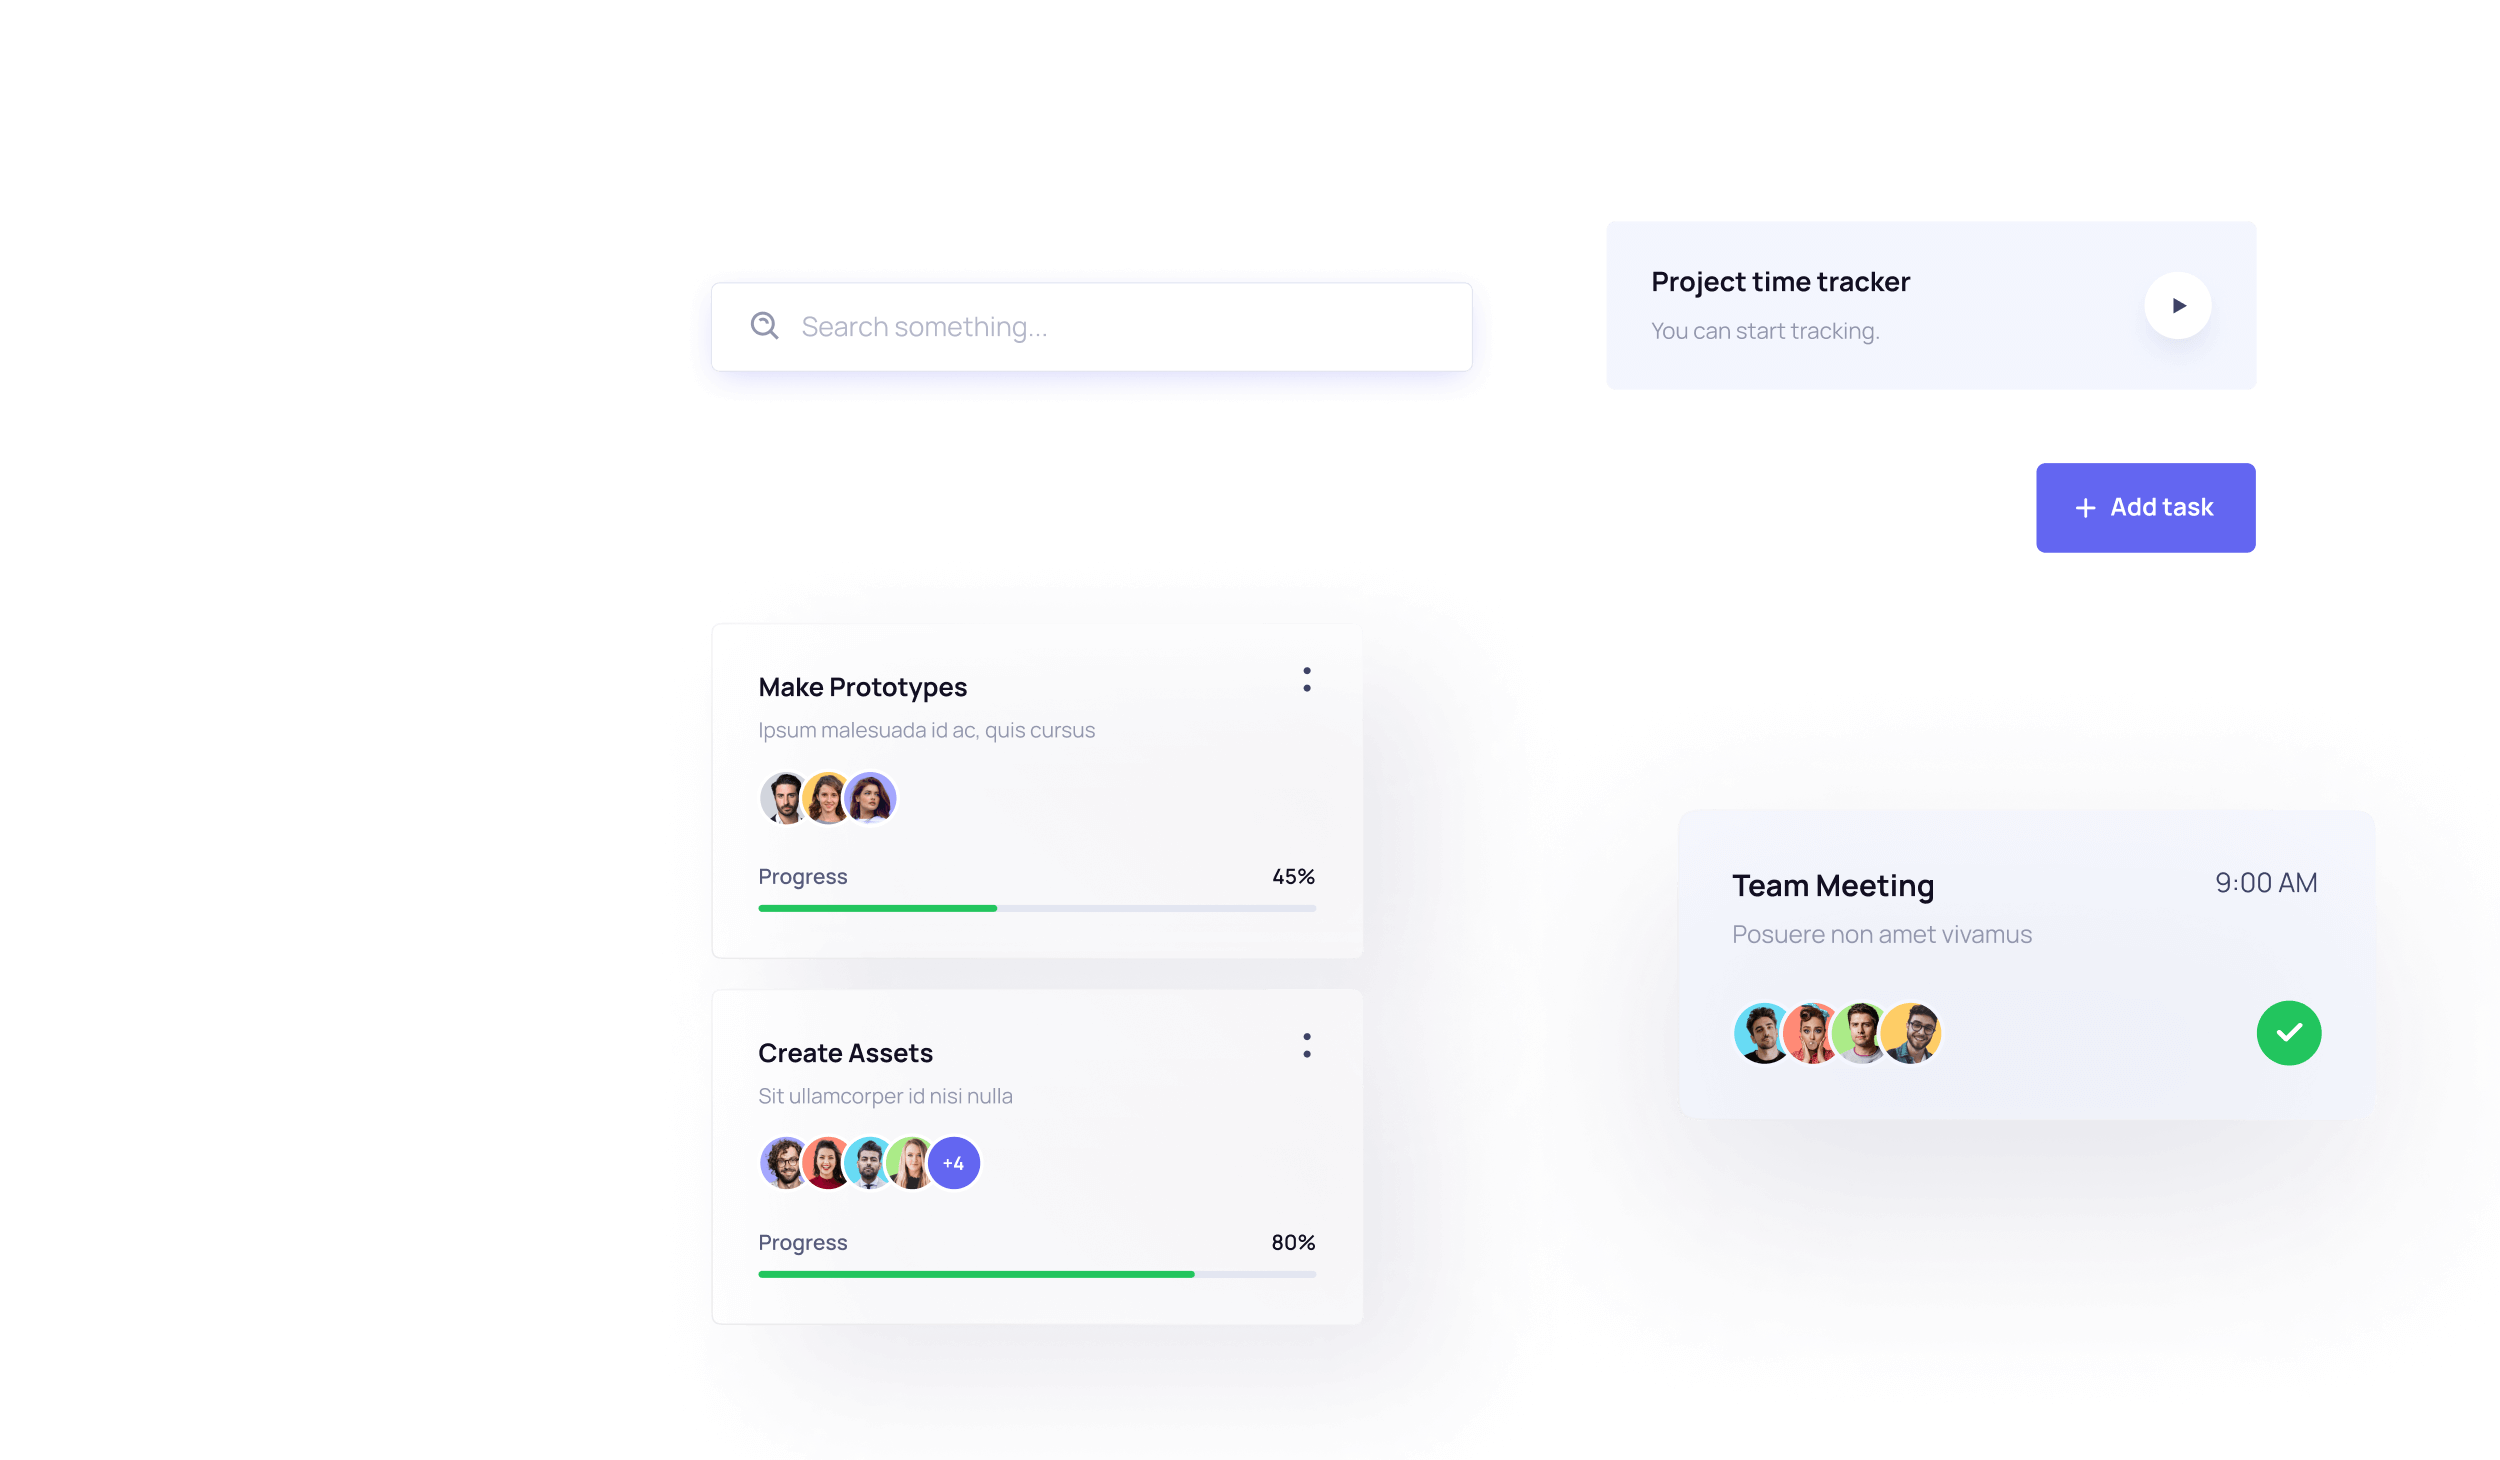 Search something...
Project time tracker
You can start tracking.
Add task
Make Prototypes
Ipsum malesuada id ac, quis cursus
Progress
45%
Create Assets
Sit ullamcorper id nisi nulla
+4
Progress
80%
Team Meeting
9:00 AM
Posuere non amet vivamus